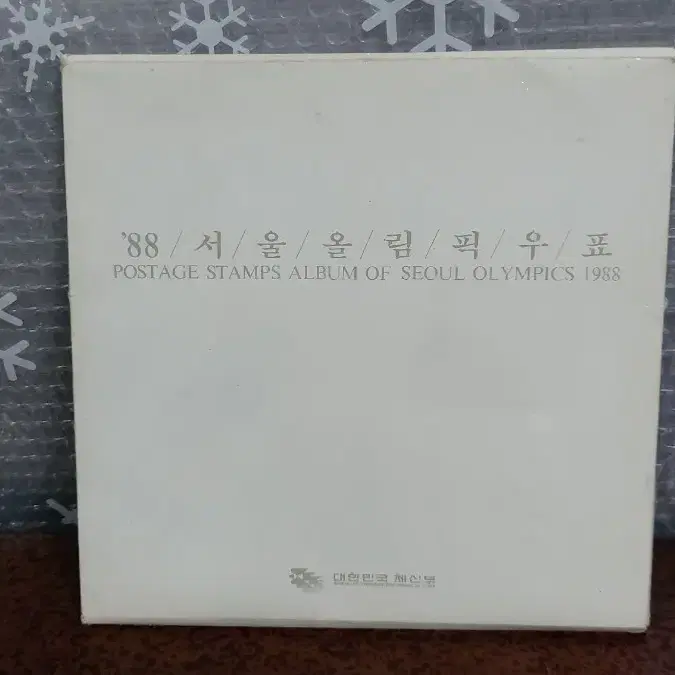 '88/서/울/올/림/픽/우/표
POSTAGE STAMPS ALBUM OF SEOUL OLYMPICS 1988
대한민국 체신부